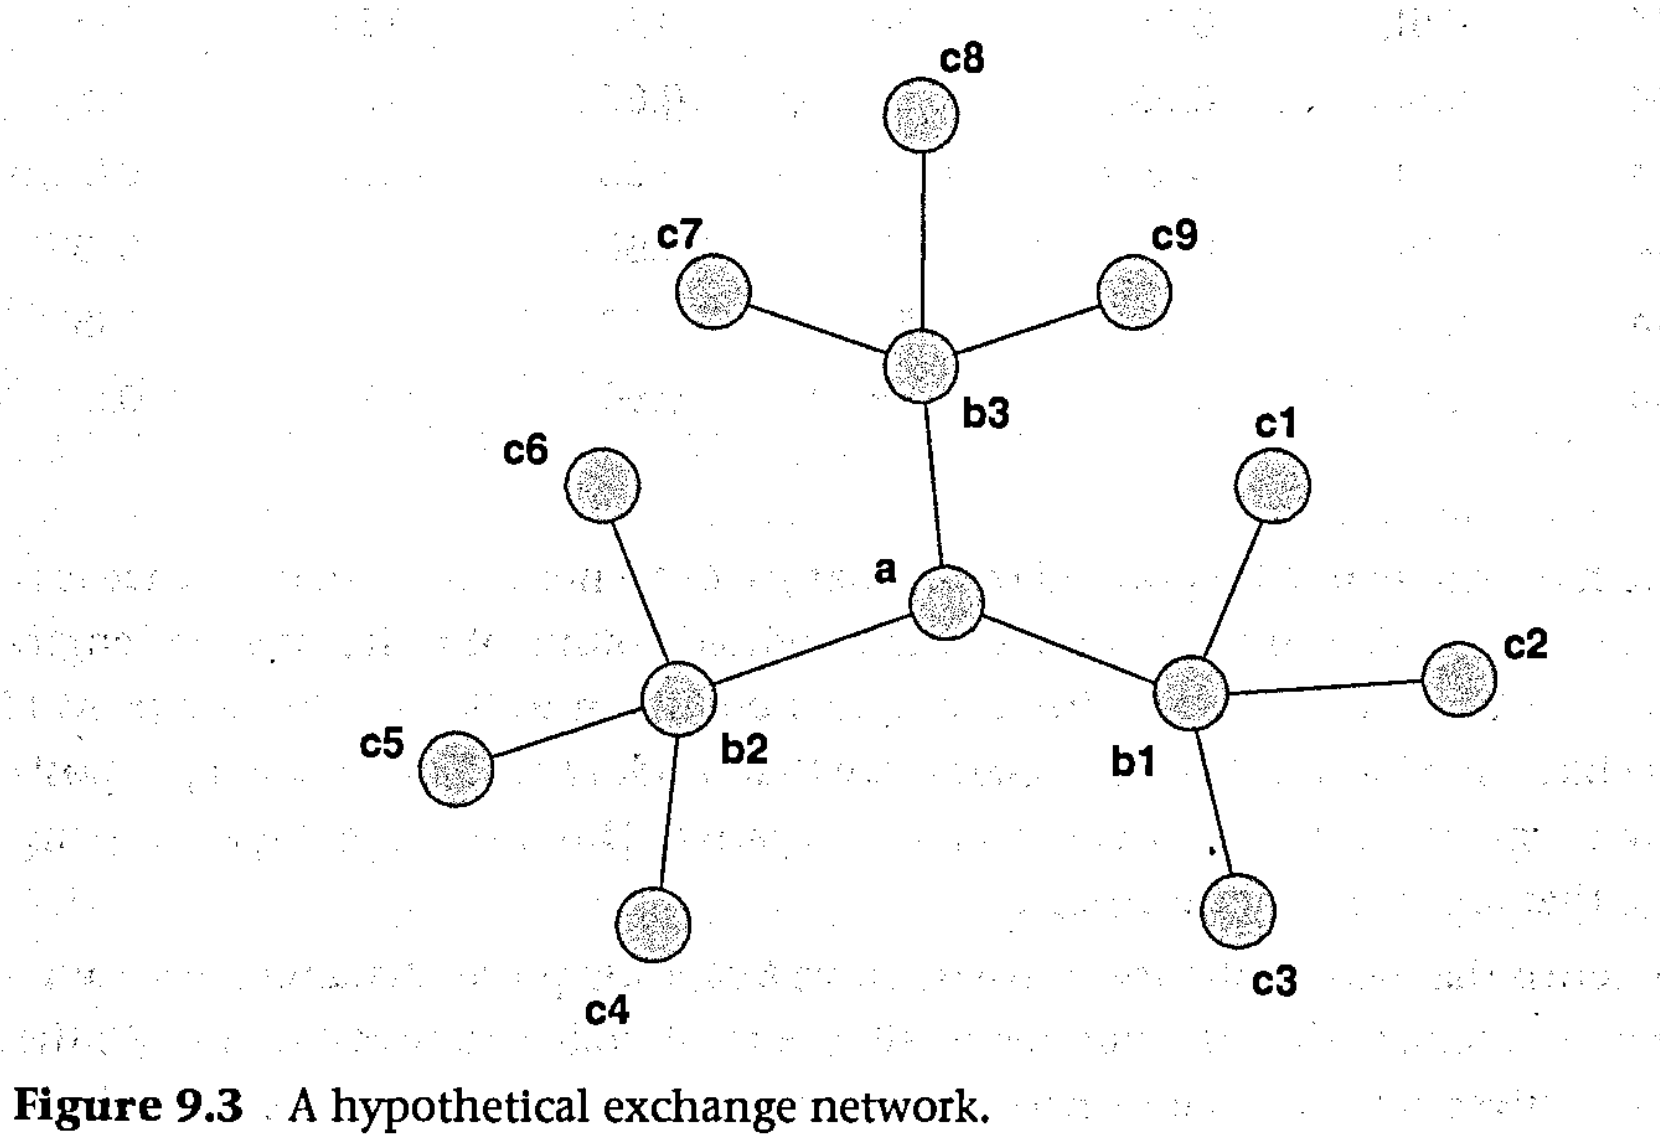 c8
c7
c9
b3
c1
c6
a
c2
c5
b2
b1
c3
c4
Figure 9.3 A hypothetical exchange network.